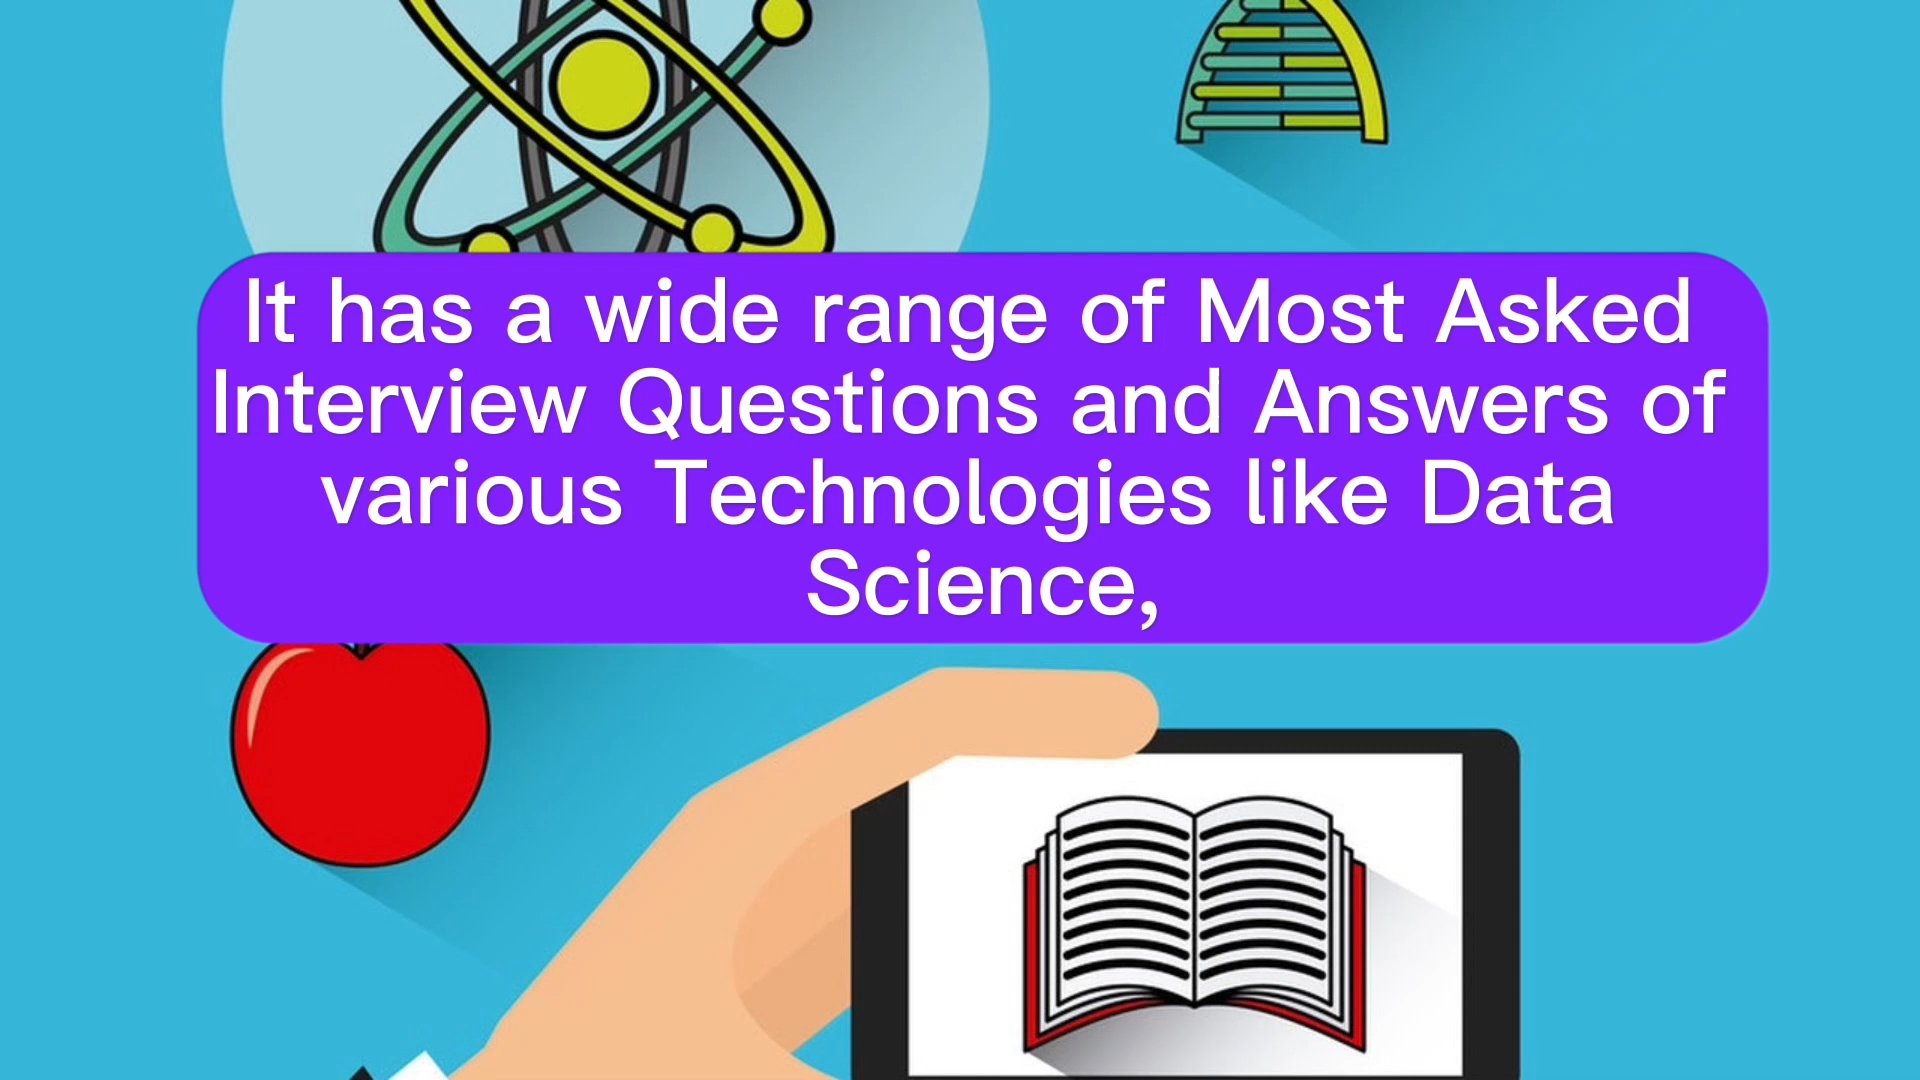 It has a wide range of Most Asked
Interview Questions and Answers of
various Technologies like Data
Science,